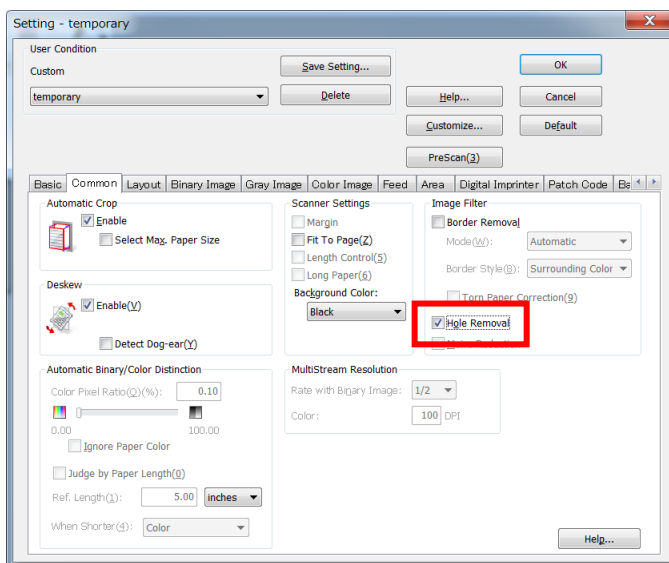 Setting - temporary
User Condition
Custom
Save Setting...
OK
temporary
Delete
Help...
Cancel
Customize...
Default
PreScan(3)
Basic
Common
Layout
Binary Image
Gray Image
Color Image
Feed
Area
Digital Imprinter
Patch Code
Automatic Crop
Enable
Select Max. Paper Size
Deskew
Enable(V)
Detect Dog-ear(Y)
Scanner Settings
Margin
Fit To Page(Z)
Length Control(5)
Long Paper(6)
Background Color:
Black
Image Filter
Border Removal
Mode(W):
Automatic
Border Style(8):
Surrounding Color
Torn Paper Correction(9)
Hole Removal
Automatic Binary/Color Distinction
Color Pixel Ratio(Q)(%):
0.10
0.00
100.00
Ignore Paper Color
Judge by Paper Length(0)
Ref. Length(1):
5.00
inches
When Shorter(4):
Color
MultiStream Resolution
Rate with Binary Image:
1/2
Color:
100
DPI
Help...